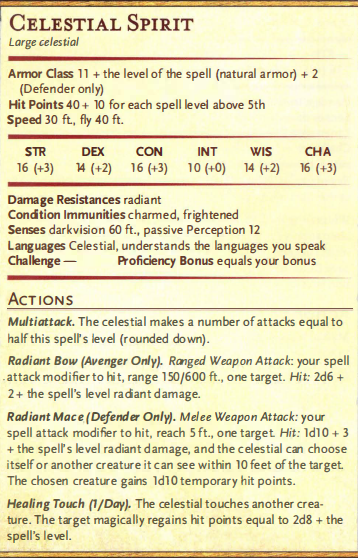 CELESTIAL SPIRIT
Large celestial
Armor Class 11 + the level of the spell (natural armor) + 2
(Defender only)
Hit Points 40 + 10 for each spell level above 5th
Speed 30 ft., fly 40 ft.
STR DEX CON INT WIS CHA
16 (+3) 14 (+2) 16 (+3) 10 (+0) 14 (+2) 16 (+3)
Damage Resistances radiant
Condition Immunities charmed, frightened
Senses darkvision 60 ft., passive Perception 12
Languages Celestial, understands the languages you speak
Challenge — Proficiency Bonus equals your bonus
ACTIONS
Multiattack. The celestial makes a number of attacks equal to
half this spell's level (rounded down).
Radiant Bow (Avenger Only). Ranged Weapon Attack: your spell
attack modifier to hit, range 150/600 ft., one target. Hit: 2d6 +
2 + the spell's level radiant damage.
Radiant Mace (Defender Only). Melee Weapon Attack: your
spell attack modifier to hit, reach 5 ft., one target. Hit: 1d10 + 3
+ the spell's level radiant damage, and the celestial can choose
itself or another creature it can see within 10 feet of the target.
The chosen creature gains 1d10 temporary hit points.
Healing Touch (1/Day). The celestial touches another crea-
ture. The target magically regains hit points equal to 2d8 + the
spell's level.